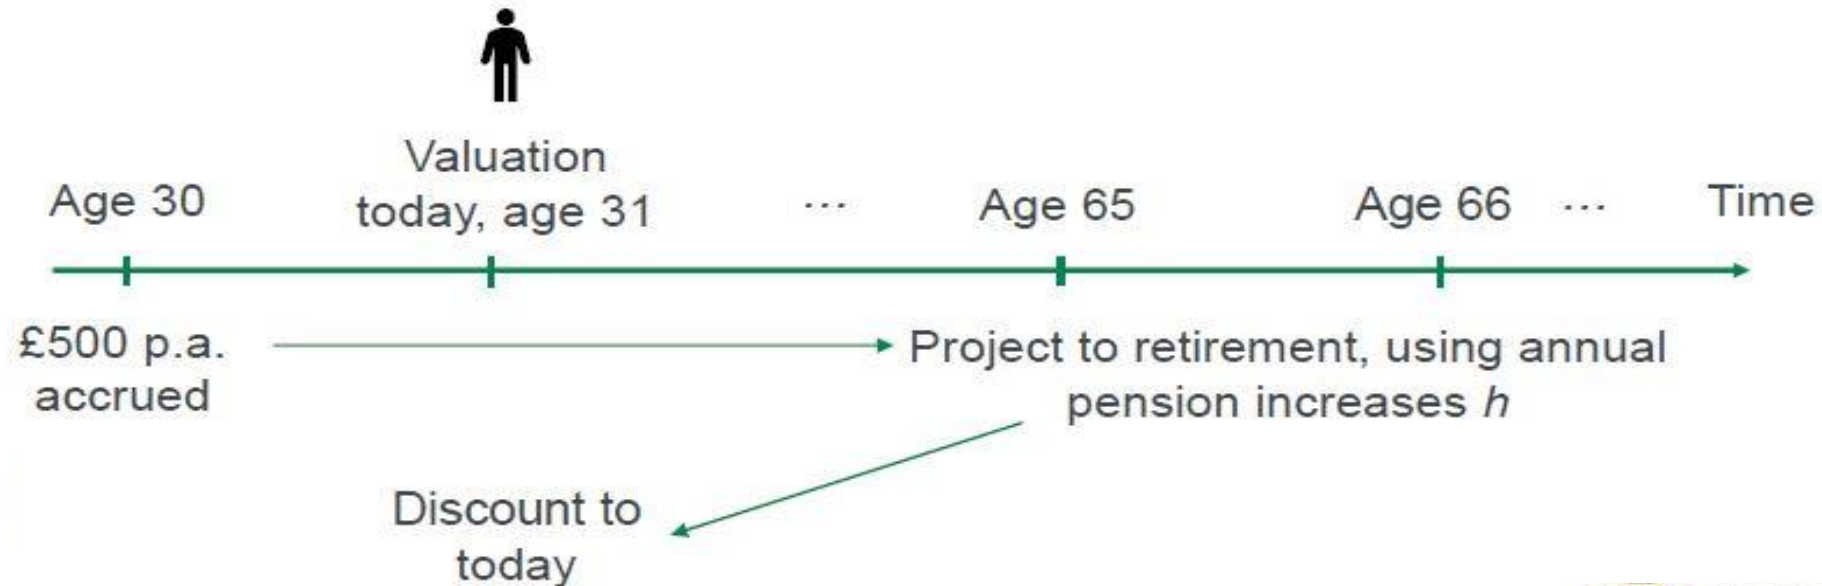 Valuation
Age 30 today, age 31 ... Age 65 Age 66 ... Time
£500 p.a. Project to retirement, using annual
accrued pension increases h
Discount to
today